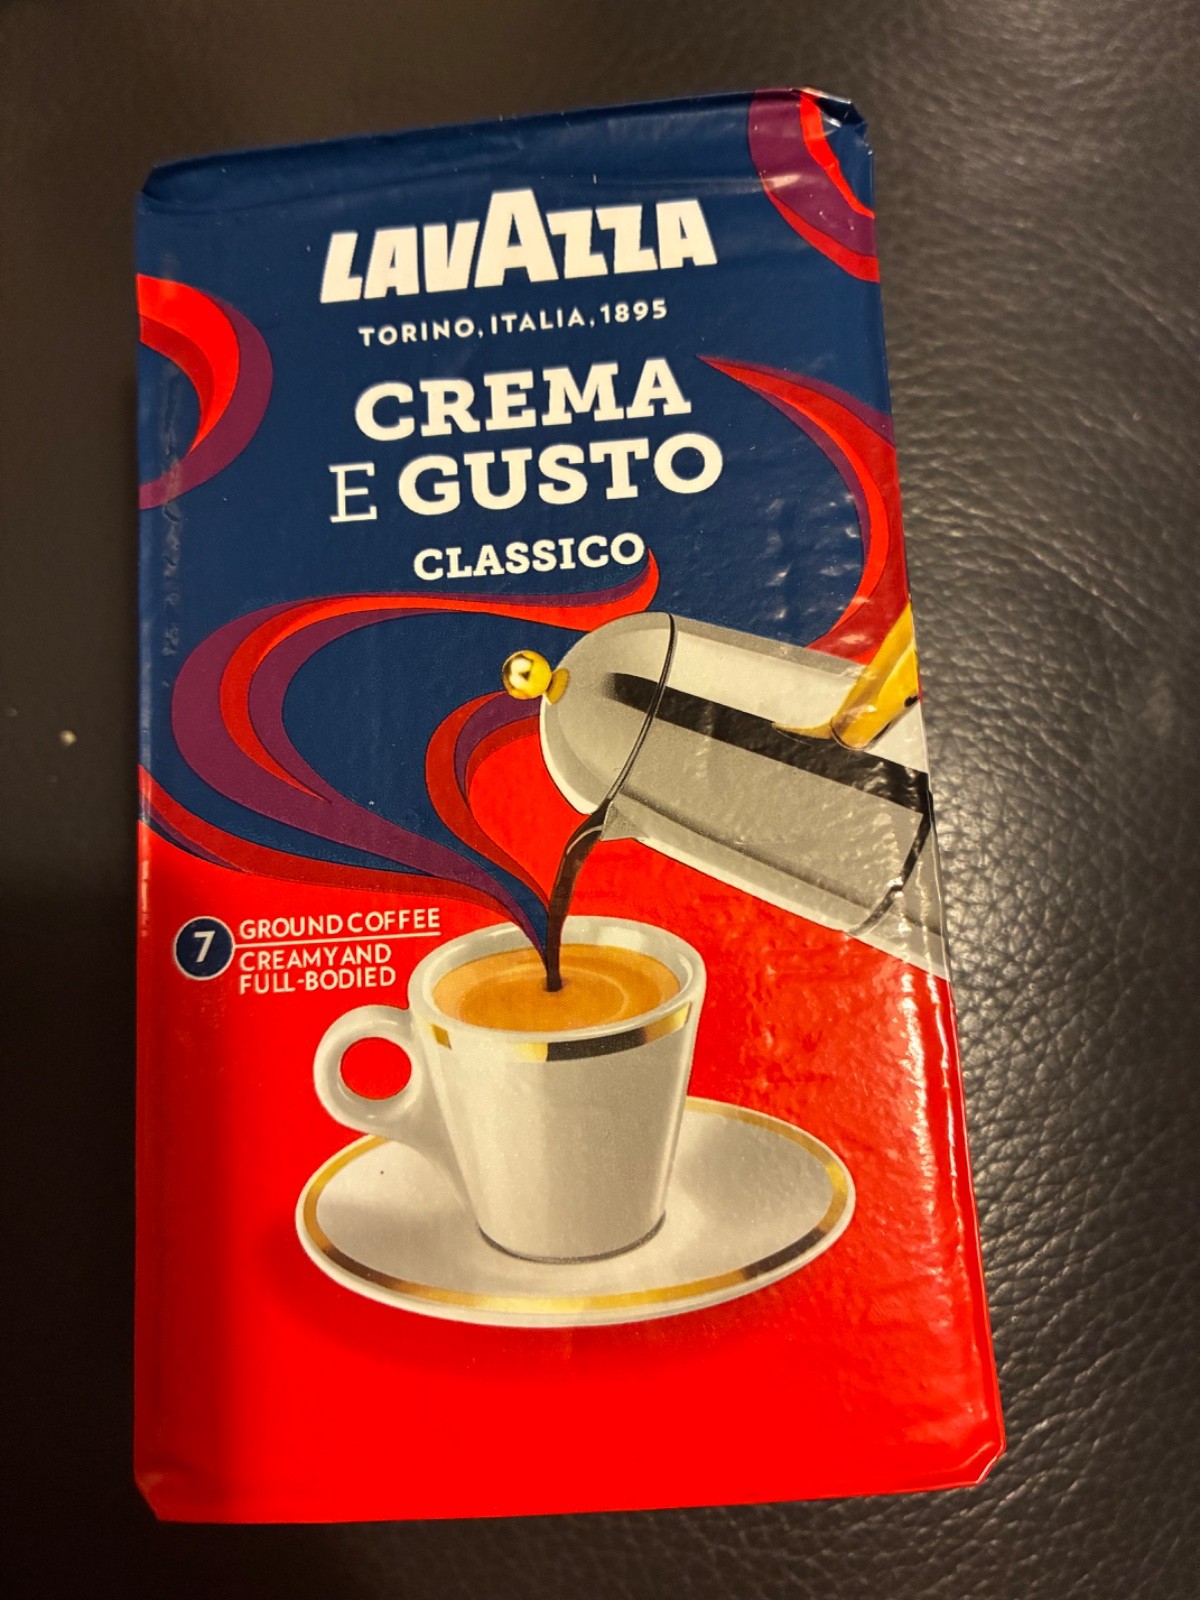 LAVAZZA
TORINO, ITALIA, 1895
CREMA
E GUSTO
CLASSICO
7
GROUND COFFEE
CREAMY AND
FULL-BODIED